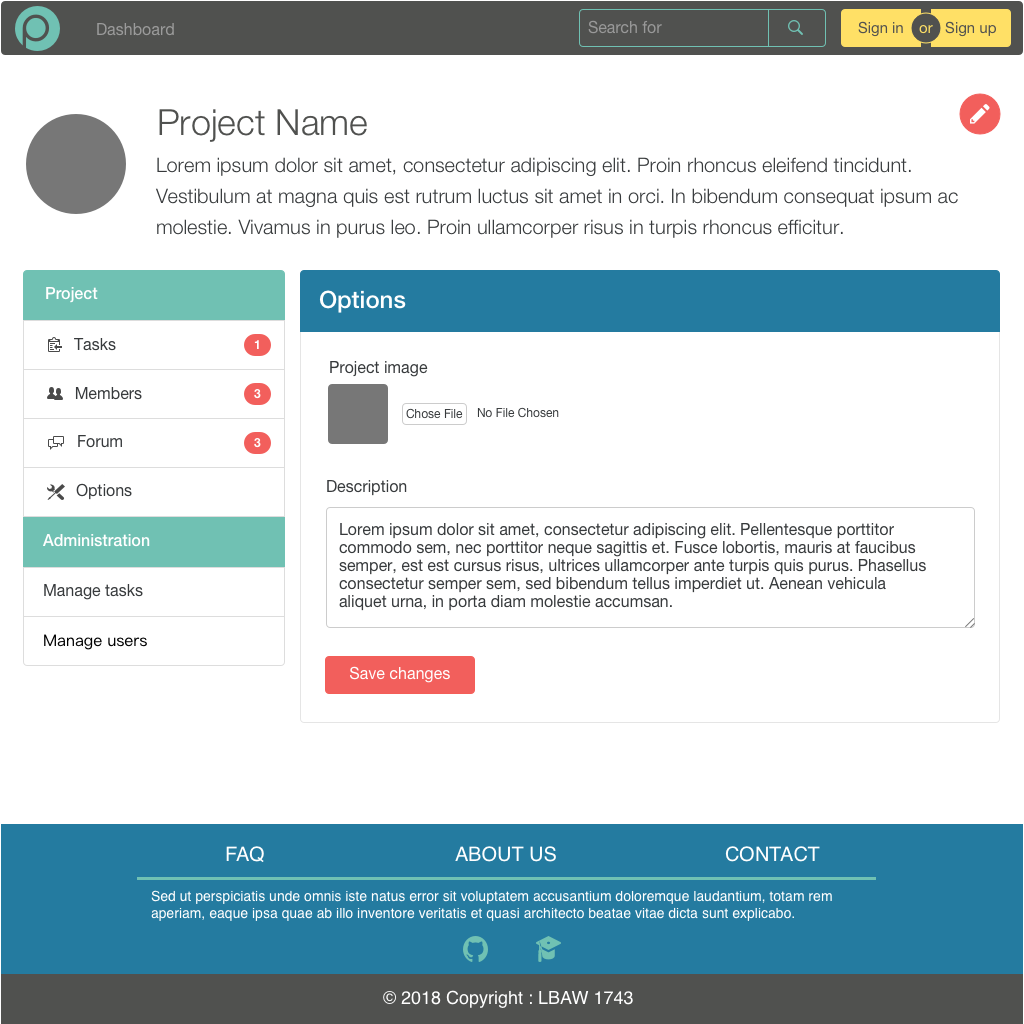 Dashboard
Search for
Sign in or Sign up
Project Name
Lorem ipsum dolor sit amet, consectetur adipiscing elit. Proin rhoncus eleifend tincidunt.
Vestibulum at magna quis est rutrum luctus sit amet in orci. In bibendum consequat ipsum ac
molestie. Vivamus in purus leo. Proin ullamcorper risus in turpis rhoncus efficitur.
Project
Tasks 1
Members 3
Forum 3
Options
Administration
Manage tasks
Manage users
Options
Project image
Chose File No File Chosen
Description
Lorem ipsum dolor sit amet, consectetur adipiscing elit. Pellentesque porttitor
commodo sem, nec porttitor neque sagittis et. Fusce lobortis, mauris at faucibus
semper, est est cursus risus, ultrices ullamcorper ante turpis quis purus. Phasellus
consectetur semper sem, sed bibendum tellus imperdiet ut. Aenean vehicula
aliquet urna, in porta diam molestie accumsan.
Save changes
FAQ ABOUT US CONTACT
Sed ut perspiciatis unde omnis iste natus error sit voluptatem accusantium doloremque laudantium, totam rem
aperiam, eaque ipsa quae ab illo inventore veritatis et quasi architecto beatae vitae dicta sunt explicabo.
© 2018 Copyright : LBAW 1743